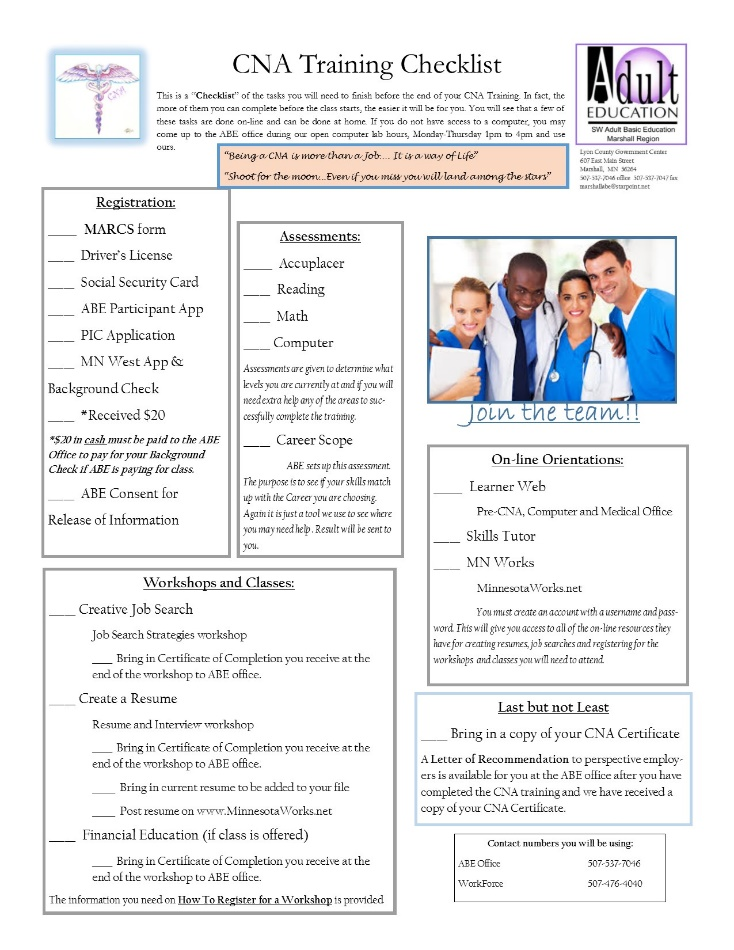 CNA Training Checklist
CNA
This is a “Checklist” of the tasks you will need to finish before the end of your CNA Training. In fact, the
more of them you can complete before the class starts, the easier it will be for you. You will see that a few of
these tasks are done on-line and can be done at home. If you do not have access to a computer, you may
come up to the ABE office during our open computer lab hours, Monday-Thursday 1pm to 4pm and use
ours.
Adult
EDUCATION
SW Adult Basic Education
Marshall Region
Lyon County Government Center
607 East Main Street
Marshall, MN 56264
507-537-7046 office 507-537-7047 fax
marshallabe@starpoint.net
“Being a CNA is more than a Job.... It is a way of Life”
“Shoot for the moon...Even if you miss you will land among the stars”
Registration:
____ MARCS form
____ Driver’s License
____ Social Security Card
____ ABE Participant App
____ PIC Application
____ MN West App &
Background Check
____ *Received $20
*$20 in cash must be paid to the ABE
Office to pay for your Background
Check if ABE is paying for class.
____ ABE Consent for
Release of Information
Assessments:
____ Accuplacer
____ Reading
____ Math
____ Computer
Assessments are given to determine what
levels you are currently at and if you will
need extra help any of the areas to suc-
cessfully complete the training.
____ Career Scope
ABE sets up this assessment.
The purpose is to see if your skills match
up with the Career you are choosing.
Again it is just a tool we use to see where
you may need help . Result will be sent to
you.
Join the team!!
On-line Orientations:
____ Learner Web
Pre-CNA, Computer and Medical Office
____ Skills Tutor
____ MN Works
MinnesotaWorks.net
You must create an account with a username and pass-
word. This will give you access to all of the on-line resources they
have for creating resumes, job searches and registering for the
workshops and classes you will need to attend.
Workshops and Classes:
____ Creative Job Search
Job Search Strategies workshop
____ Bring in Certificate of Completion you receive at the
end of the workshop to ABE office.
____ Create a Resume
Resume and Interview workshop
____ Bring in Certificate of Completion you receive at the
end of the workshop to ABE office.
____ Bring in current resume to be added to your file
____ Post resume on www.MinnesotaWorks.net
____ Financial Education (if class is offered)
____ Bring in Certificate of Completion you receive at the
end of the workshop to ABE office.
The information you need on How To Register for a Workshop is provided
Last but not Least
____ Bring in a copy of your CNA Certificate
A Letter of Recommendation to perspective employ-
ers is available for you at the ABE office after you have
completed the CNA training and we have received a
copy of your CNA Certificate.
Contact numbers you will be using:
ABE Office 507-537-7046
WorkForce 507-476-4040